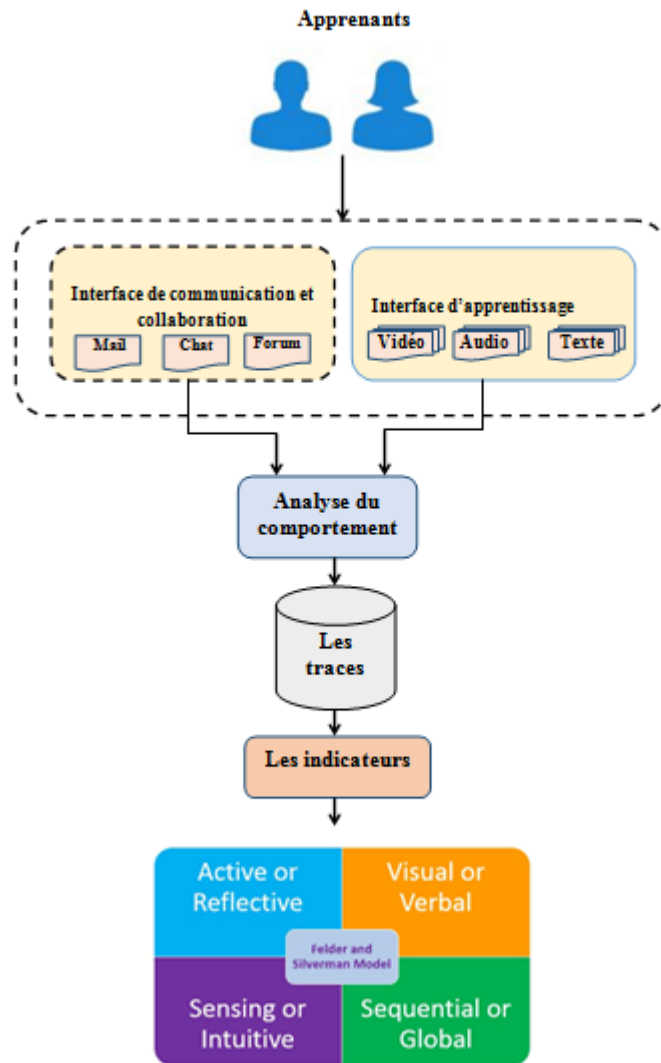 Apprenants
Interface de communication et
collaboration
Mail
Chat
Forum
Interface d'apprentissage
Vidéo
Audio
Texte
Analyse du
comportement
Les
traces
Les indicateurs
Active or
Reflective
Visual or
Verbal
Felder and
Silverman Model
Sensing or
Intuitive
Sequential or
Global